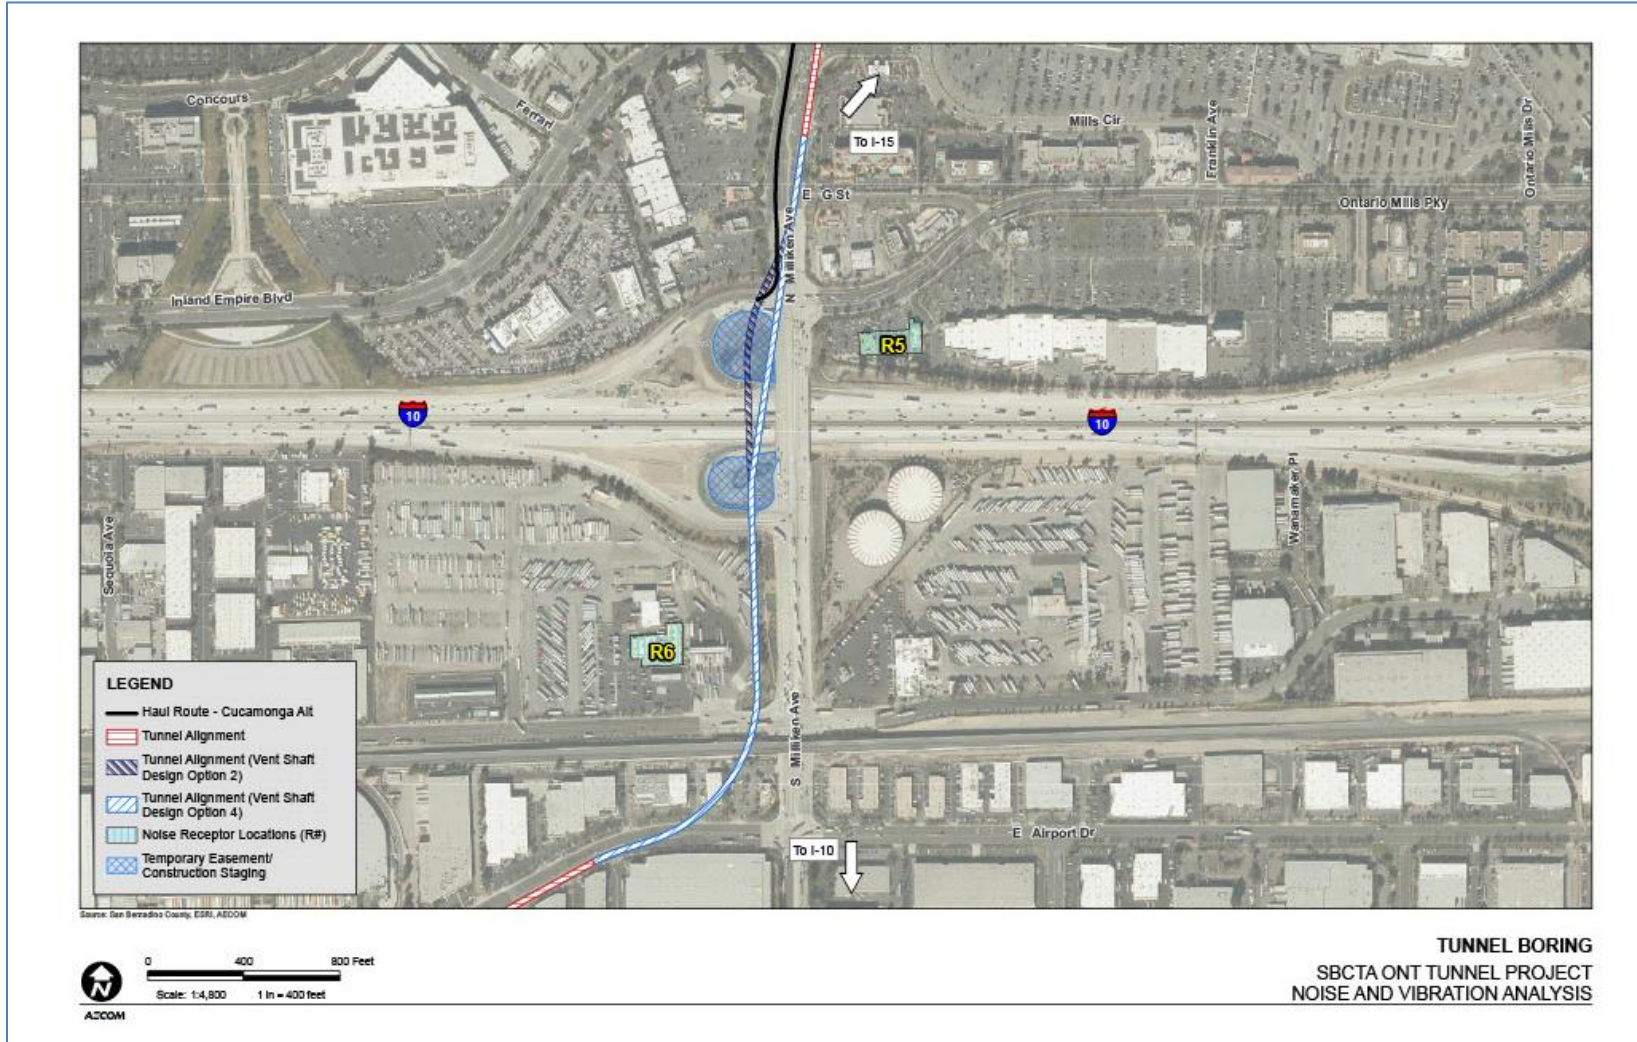 Concours
Ferrari
To I-15
Mills Cir
Franklin Ave
Ontario Mills Dr
E G St
Ontario Mills Pky
N Milliken Ave
Inland Empire Blvd
R5
10
10
Sequoia Ave
Wanamaker Pl
R6
S Milliken Ave
E Airport Dr
To I-10
LEGEND
Haul Route - Cucamonga Alt
Tunnel Alignment
Tunnel Alignment (Vent Shaft
Design Option 2)
Tunnel Alignment (Vent Shaft
Design Option 4)
Noise Receptor Locations (R#)
Temporary Easement/
Construction Staging
Source: San Bernadino County, ESRI, AECOM
N
0 400 800 Feet
Scale: 1:4,800 1 in = 400 feet
AECOM
TUNNEL BORING
SBCTA ONT TUNNEL PROJECT
NOISE AND VIBRATION ANALYSIS